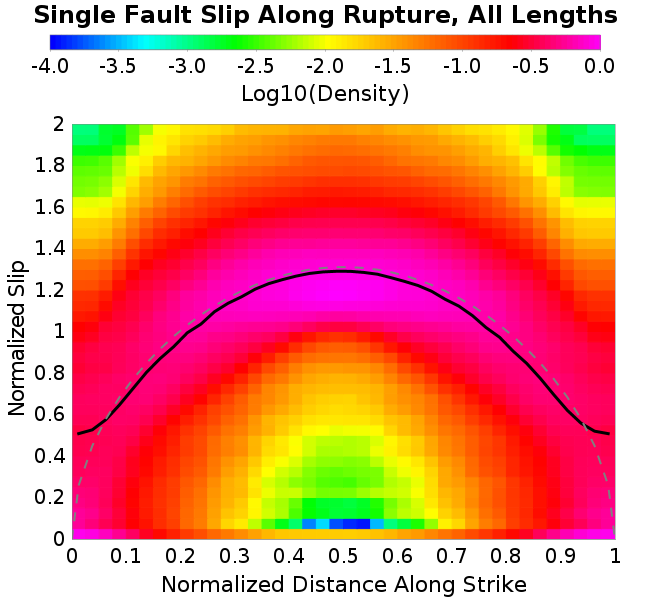 Single Fault Slip Along Rupture, All Lengths
-4.0 -3.5 -3.0 -2.5 -2.0 -1.5 -1.0 -0.5 0.0
Log10(Density)
Normalized Slip
2
1.8
1.6
1.4
1.2
1
0.8
0.6
0.4
0.2
0
0 0.1 0.2 0.3 0.4 0.5 0.6 0.7 0.8 0.9 1
Normalized Distance Along Strike